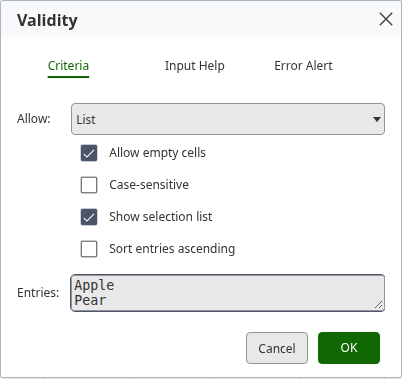 Validity
Criteria Input Help Error Alert
Allow: List
Allow empty cells
Case-sensitive
Show selection list
Sort entries ascending
Entries: Apple
Pear
Cancel OK